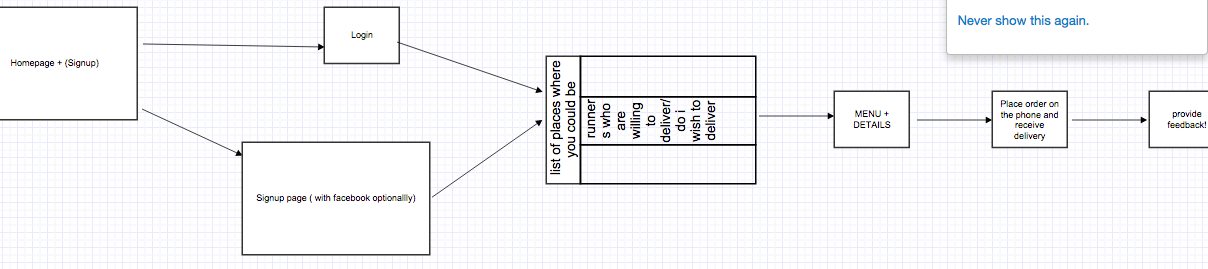 Never show this again.
Homepage + (Signup)
Login
Signup page ( with facebook optionallly)
list of places where
you could be
runner
s who
are
willing
to
deliver/
do i
wish to
deliver
MENU +
DETAILS
Place order on
the phone and
receive
delivery
provide
feedback!